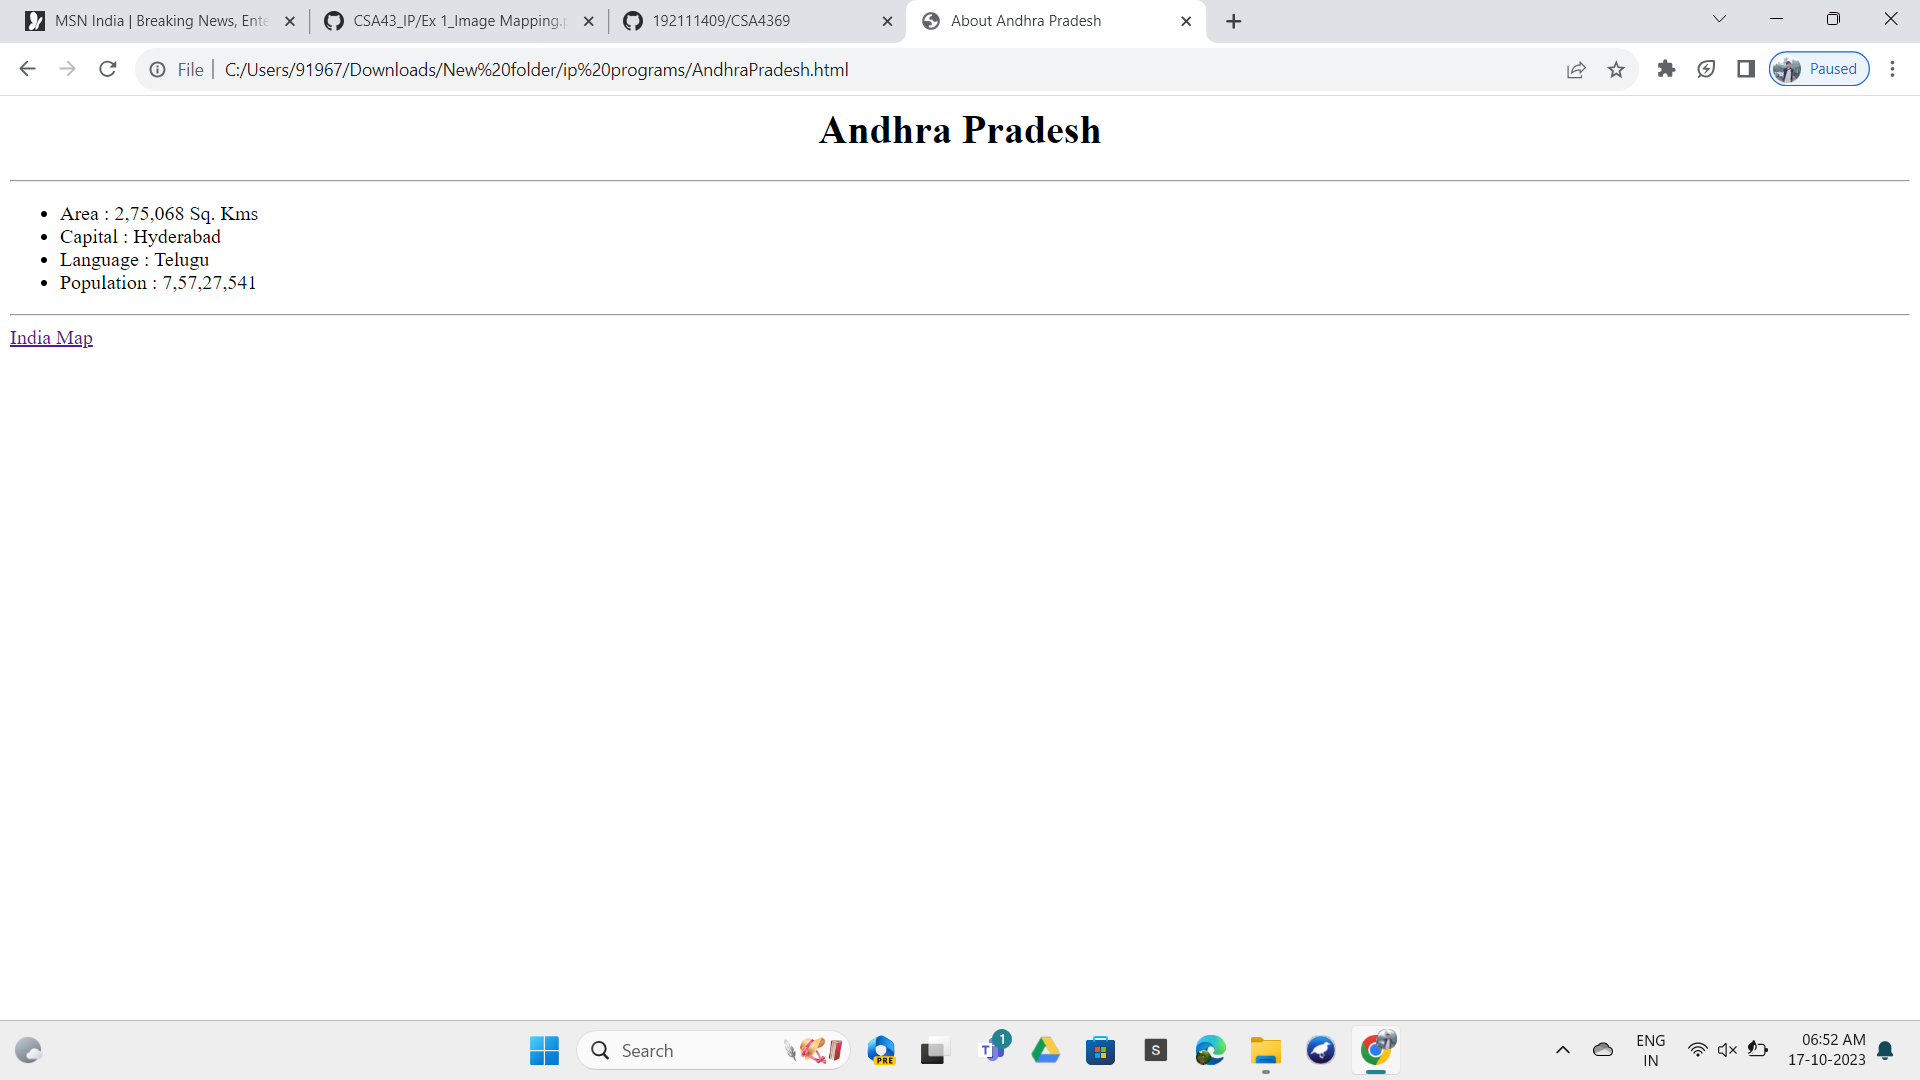 MSN India | Breaking News, Ente
CSA43_IP/Ex 1_Image Mapping.p
192111409/CSA4369
About Andhra Pradesh
File
C:/Users/91967/Downloads/New%20folder/ip%20programs/AndhraPradesh.html
Paused
Andhra Pradesh
Area : 2,75,068 Sq. Kms
Capital : Hyderabad
Language : Telugu
Population : 7,57,27,541
India Map
Search
PRE
T
1
S
ENG
IN
06:52 AM
17-10-2023